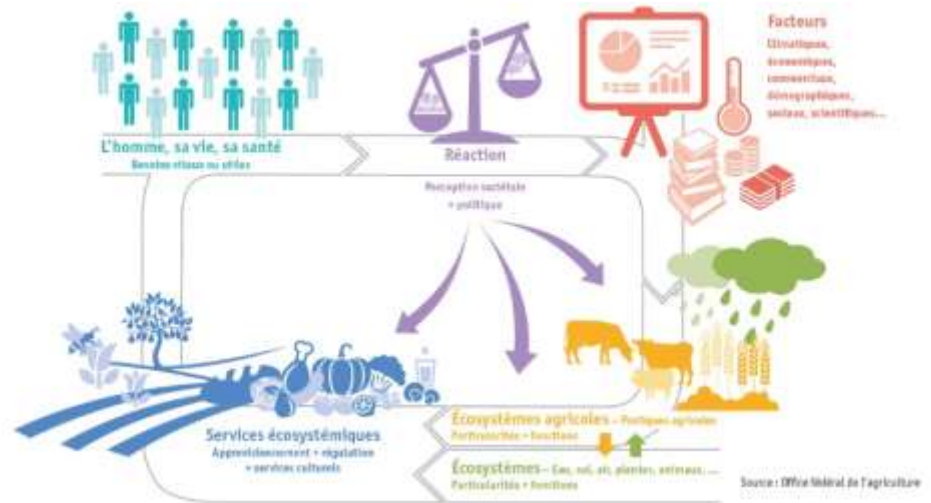 Facteurs
Climatiques,
économiques,
commerciaux,
démographiques,
sociaux, scientifiques...
L'homme, sa vie, sa santé
Besoins vitaux ou utiles
Réaction
Perception sociétale
+ politique
Services écosystémiques
Approvisionnement + régulation
+ services culturels
Écosystèmes agricoles – Pratiques agricoles
Particularités + fonctions
Écosystèmes – Eau, sol, air, plantes, animaux, ...
Particularités + fonctions
Source : Office fédéral de l'agriculture